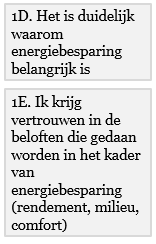 1D. Het is duidelijk
waarom
energiebesparing
belangrijk is
1E. Ik krijg
vertrouwen in de
beloften die gedaan
worden in het kader
van
energiebesparing
(rendement, milieu,
comfort)